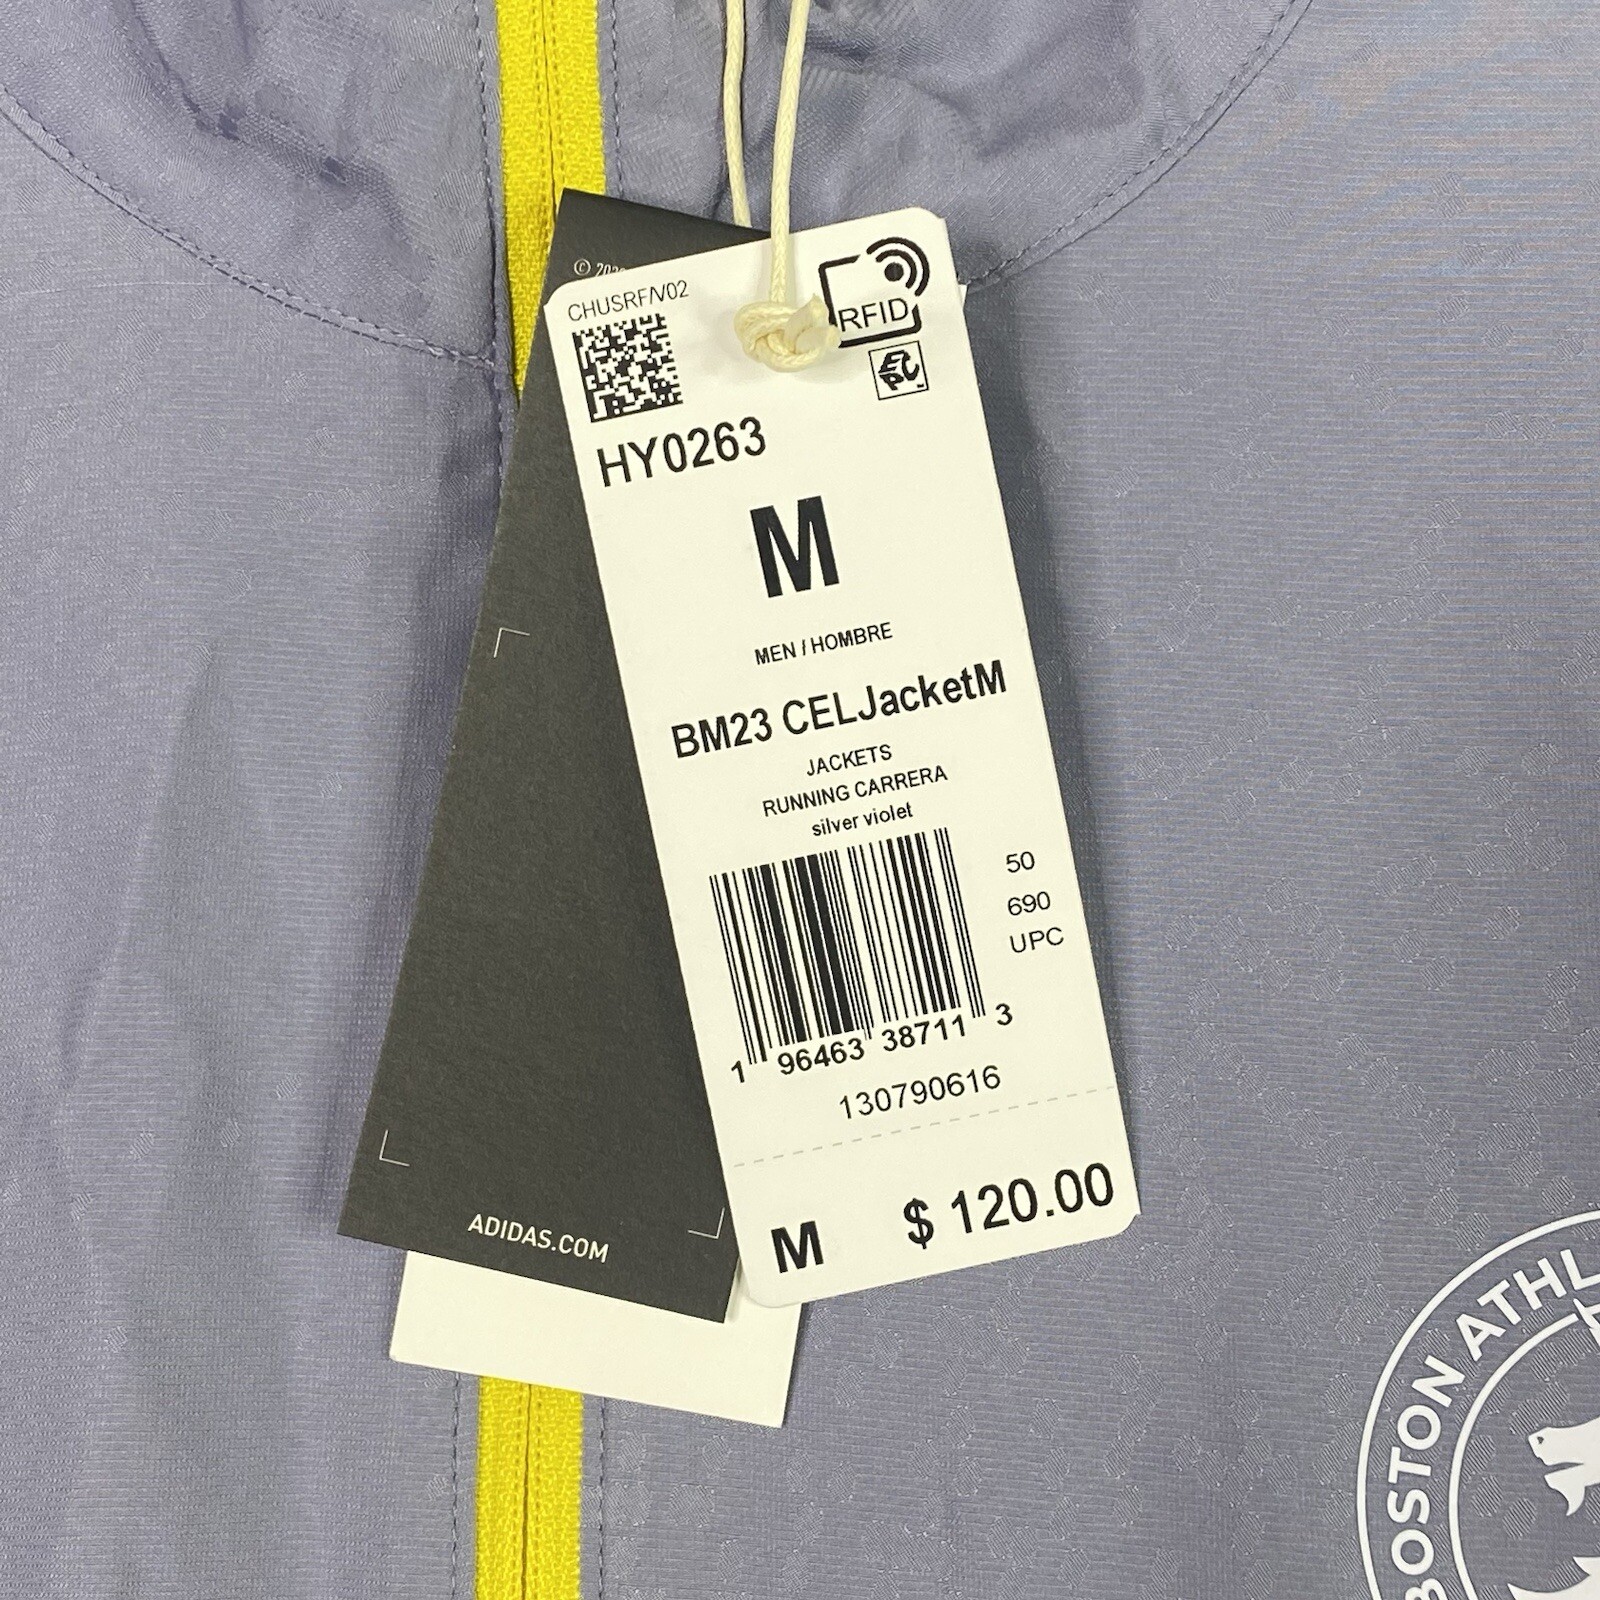 ©
CHUSRF/V02
RFID
EPC
HY0263
M
MEN / HOMBRE
BM23 CELJacketM
JACKETS
RUNNING CARRERA
silver violet
50
690
UPC
1 96463 38711 3
130790616
M $ 120.00
ADIDAS.COM
BOSTON ATHL